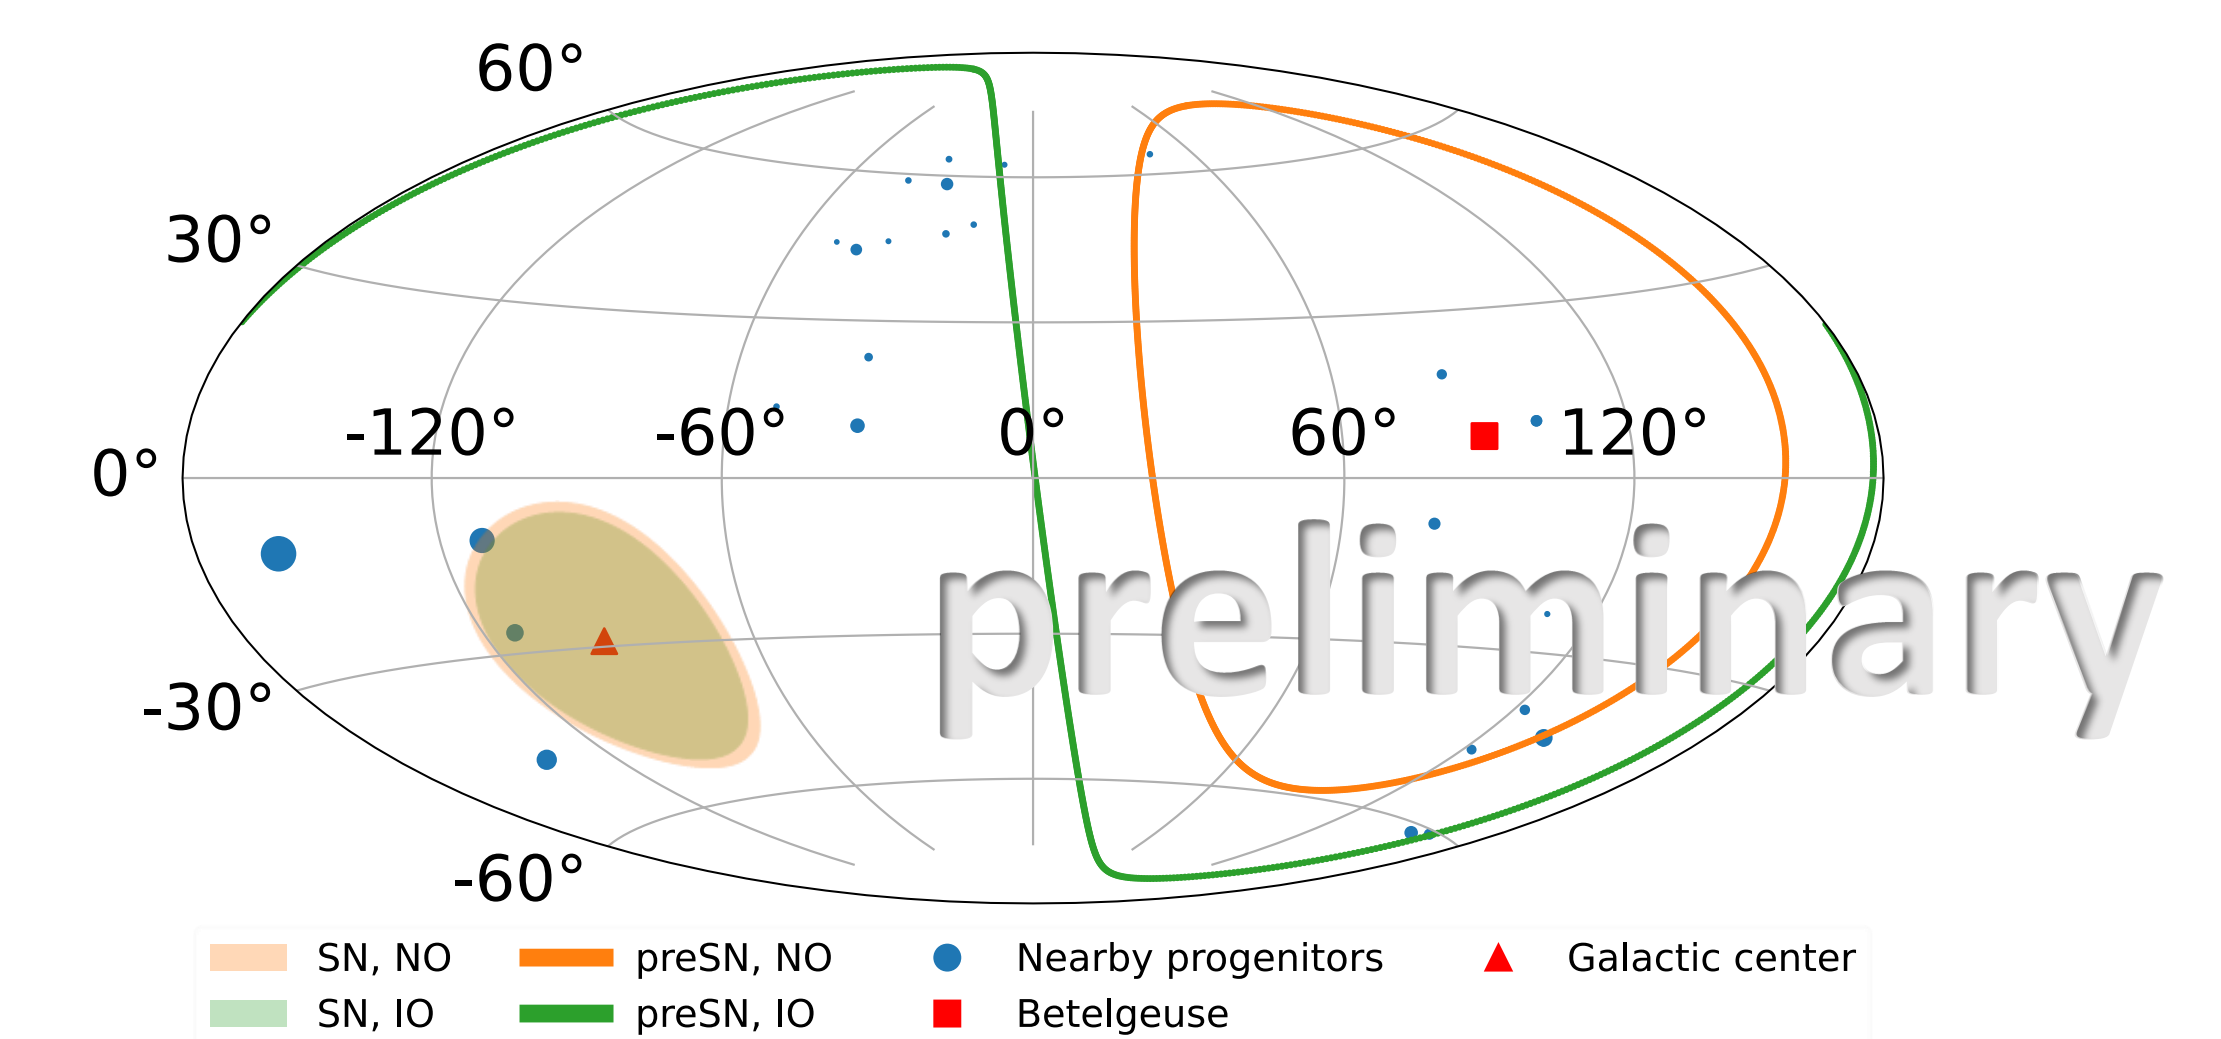 60°
30°
-120° -60° 0° 60° 120°
0°
preliminary
-30°
-60°
SN, NO preSN, NO Nearby progenitors Galactic center
SN, IO preSN, IO Betelgeuse